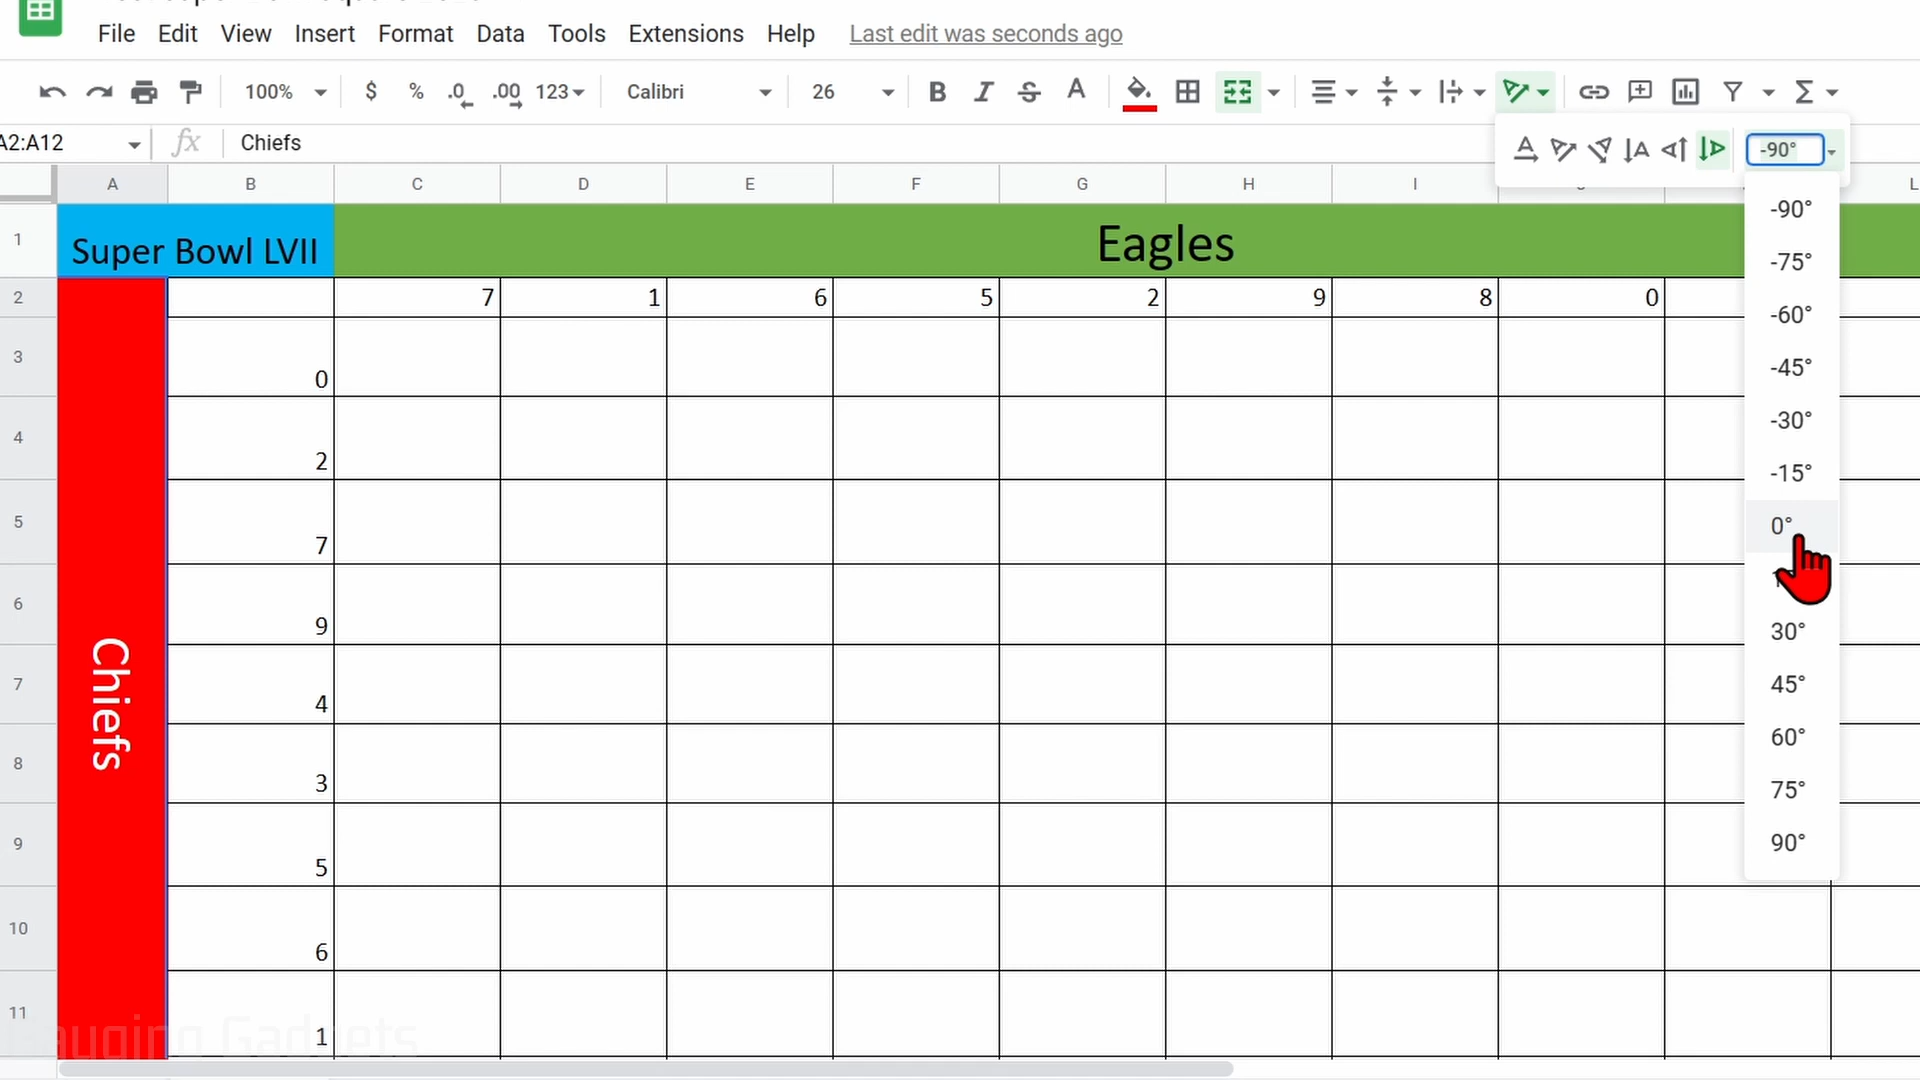 File Edit View Insert Format Data Tools Extensions Help Last edit was seconds ago
100% $ % .0 .00 123 Calibri 26 B I S A
A2:A12 fx Chiefs
-90°
A B C D E F G H I L
1 Super Bowl LVII Eagles
2 7 1 6 5 2 9 8 0
3 0
4 2
5 7
6 9
7 4
8 3
9 5
10 6
11 1
Chiefs
-90°
-75°
-60°
-45°
-30°
-15°
0°
30°
45°
60°
75°
90°
Gauging Gadgets